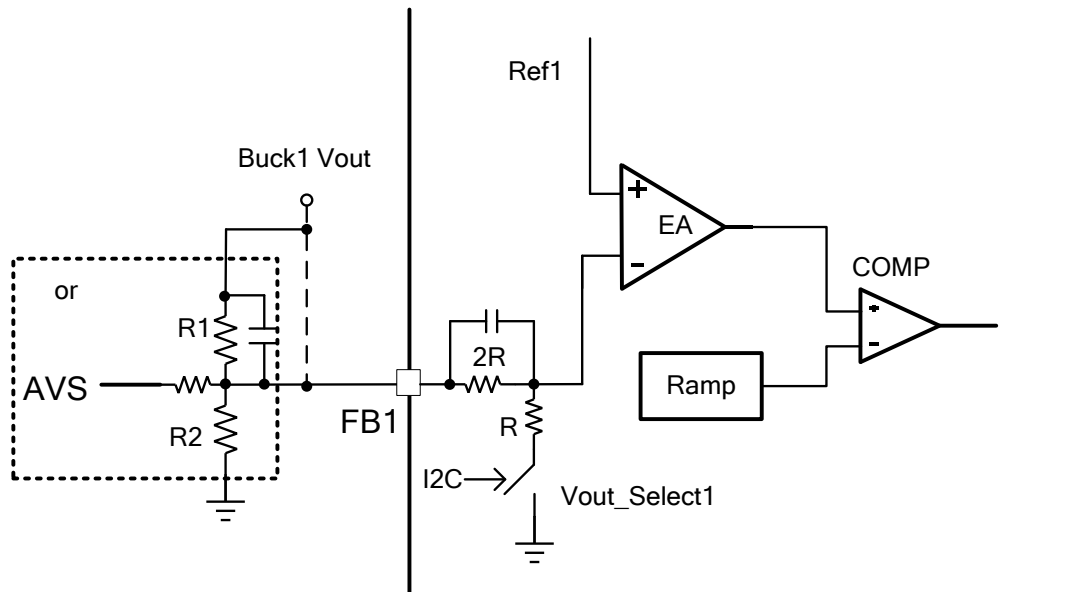 Ref1
Buck1 Vout
+
EA
-
COMP
or
R1
+
-
2R
Ramp
AVS
FB1
R
R2
I2C
Vout_Select1